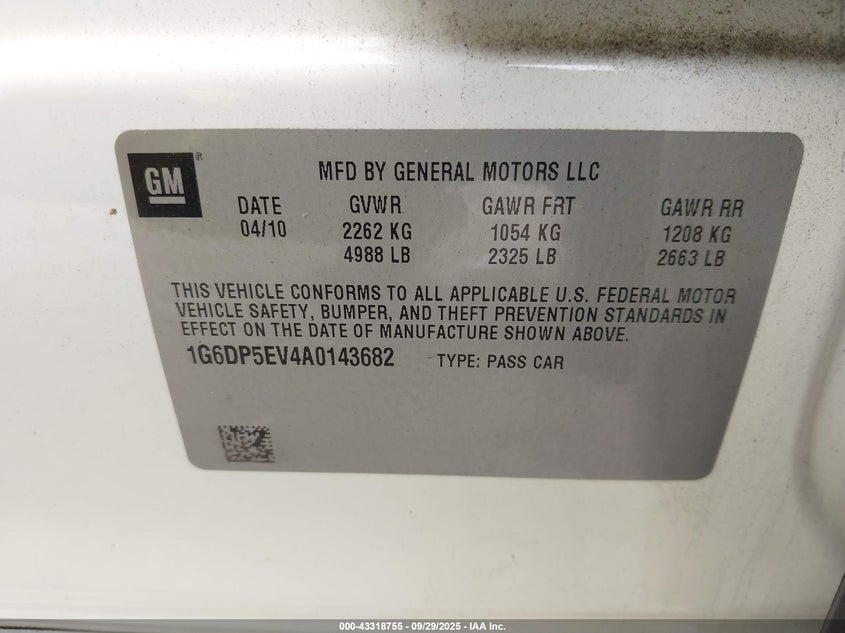 GM®
MFD BY GENERAL MOTORS LLC
DATE GVWR GAWR FRT GAWR RR
04/10 2262 KG 1054 KG 1208 KG
4988 LB 2325 LB 2663 LB
THIS VEHICLE CONFORMS TO ALL APPLICABLE U.S. FEDERAL MOTOR
VEHICLE SAFETY, BUMPER, AND THEFT PREVENTION STANDARDS IN
EFFECT ON THE DATE OF MANUFACTURE SHOWN ABOVE.
1G6DP5EV4A0143682 TYPE: PASS CAR
000-43318755 - 09/29/2025 - IAA Inc.